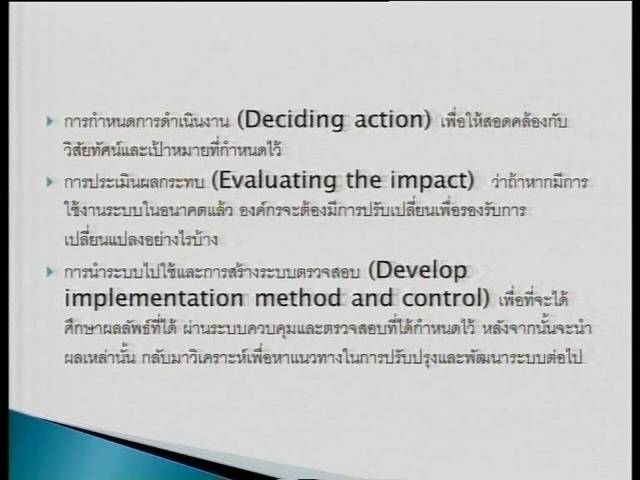 การกำหนดการดำเนินงาน (Deciding action) เพื่อให้สอดคล้องกับ
วิสัยทัศน์และเป้าหมายที่กำหนดไว้
การประเมินผลกระทบ (Evaluating the impact) ว่าถ้าหากมีการ
ใช้งานระบบในอนาคตแล้ว องค์กรจะต้องมีการปรับเปลี่ยนเพื่อรองรับการ
เปลี่ยนแปลงอย่างไรบ้าง
การนำระบบไปใช้และการสร้างระบบตรวจสอบ (Develop
implementation method and control) เพื่อที่จะได้
ศึกษาผลลัพธ์ที่ได้ ผ่านระบบควบคุมและตรวจสอบที่ได้กำหนดไว้ หลังจากนั้นจะนำ
ผลเหล่านั้น กลับมาวิเคราะห์เพื่อหาแนวทางในการปรับปรุงและพัฒนาระบบต่อไป